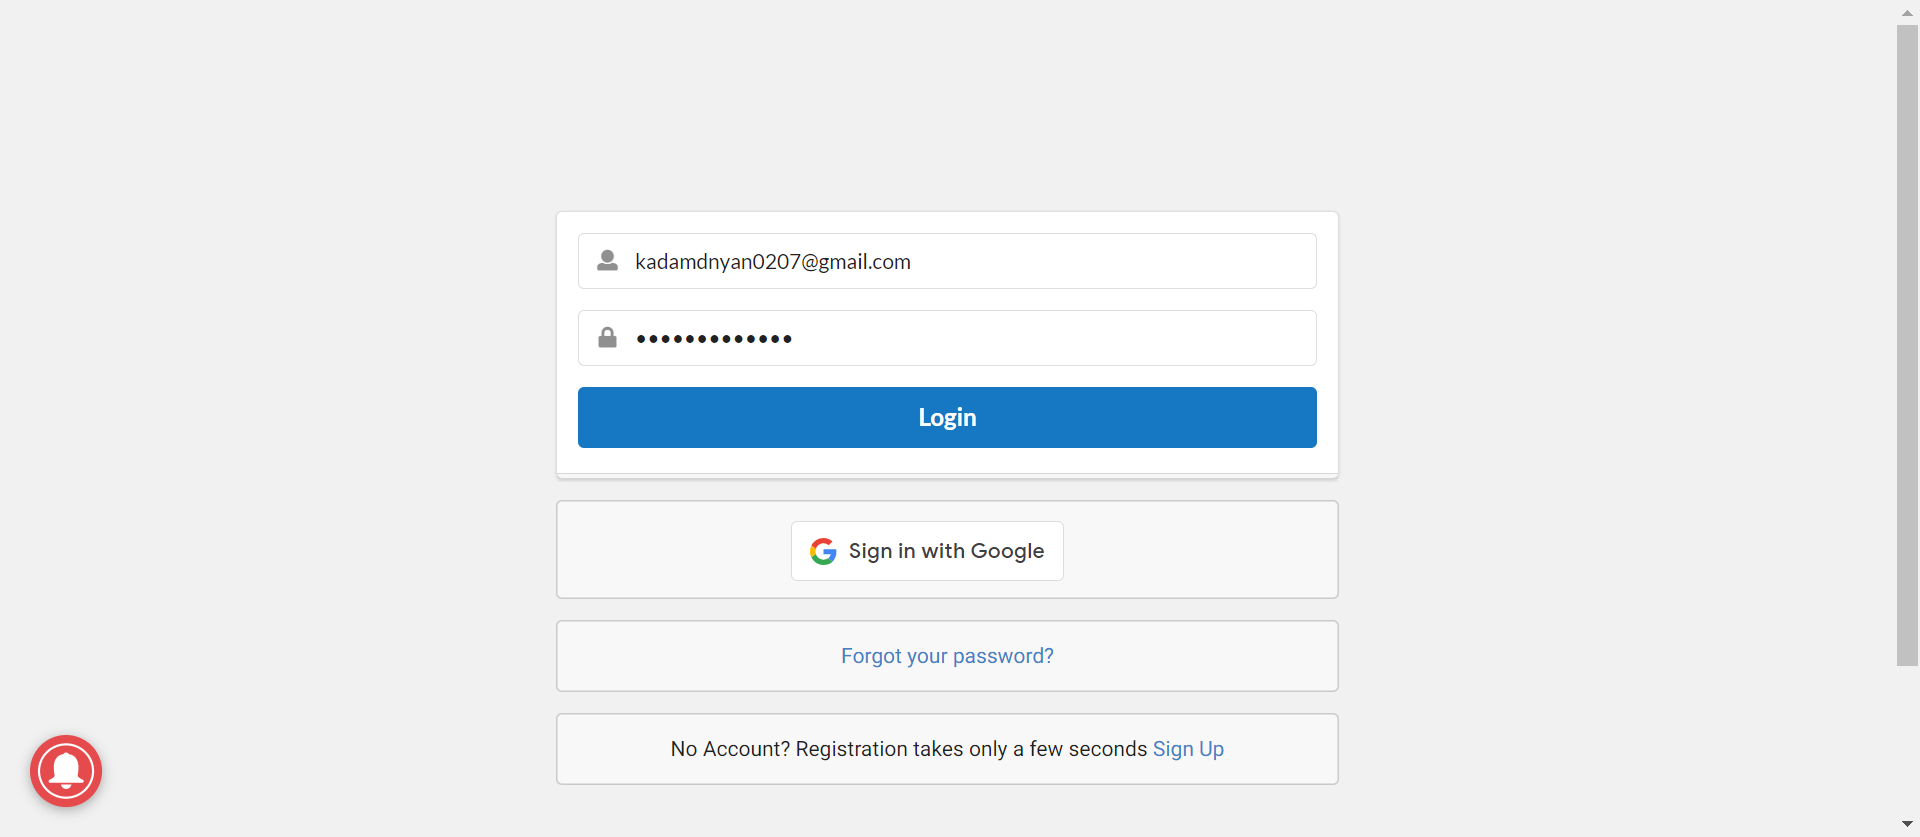 kadamdnyan0207@gmail.com
•••••••••••••
Login
Sign in with Google
Forgot your password?
No Account? Registration takes only a few seconds Sign Up